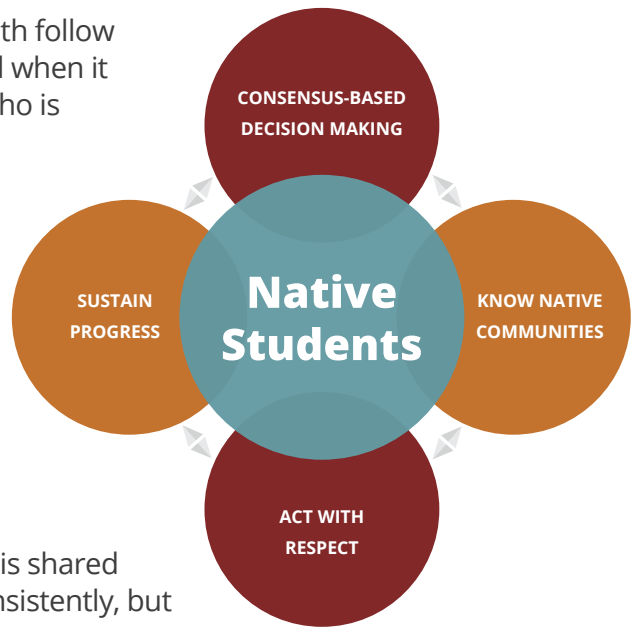 th follow
when it
ho is
CONSENSUS-BASED
DECISION MAKING
SUSTAIN
PROGRESS
Native
Students
KNOW NATIVE
COMMUNITIES
ACT WITH
RESPECT
is shared
nsistently, but